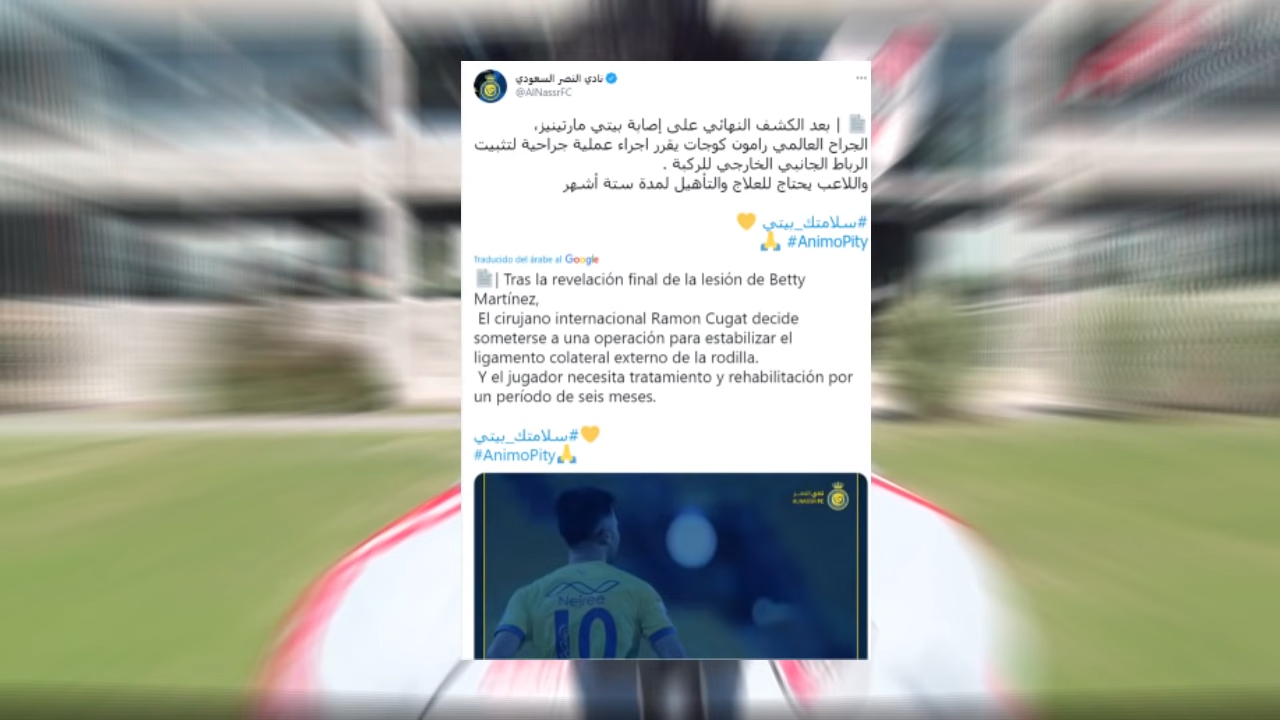 نادي النصر السعودي
@AlNassrFC
| بعد الكشف النهائي على إصابة بيتي مارتينيز،
الجراح العالمي رامون كوجات يقرر اجراء عملية جراحية لتثبيت
الرباط الجانبي الخارجي للركبة .
واللاعب يحتاج للعلاج والتأهيل لمدة ستة أشهر
#سلامتك_بيتي 💛
#AnimoPity 🙏
Traducido del árabe al Google
| Tras la revelación final de la lesión de Betty
Martínez,
El cirujano internacional Ramon Cugat decide
someterse a una operación para estabilizar el
ligamento colateral externo de la rodilla.
Y el jugador necesita tratamiento y rehabilitación por
un período de seis meses.
#سلامتك_بيتي 💛
#AnimoPity🙏
نادي النصر
ALNASSR FC
Nejree
10